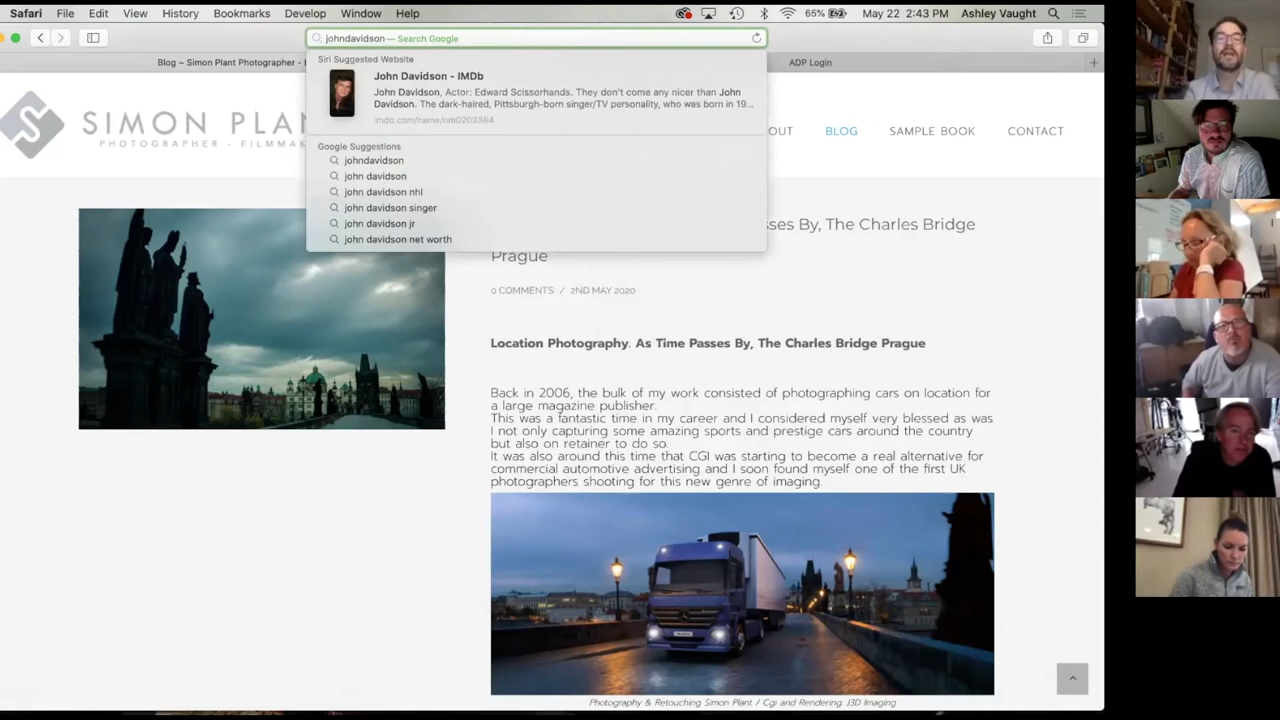 Safari File Edit View History Bookmarks Develop Window Help 65% May 22 2:43 PM Ashley Vaught
johndavidson — Search Google
Blog ~ Simon Plant Photographer -
ADP Login
Siri Suggested Website
John Davidson - IMDb
John Davidson, Actor: Edward Scissorhands. They don't come any nicer than John
Davidson. The dark-haired, Pittsburgh-born singer/TV personality, who was born in 19...
imdb.com/name/nm0203384
Google Suggestions
johndavidson
john davidson
john davidson nhl
john davidson singer
john davidson jr
john davidson net worth
SIMON PLAN
PHOTOGRAPHER - FILMMA
OUT BLOG SAMPLE BOOK CONTACT
ses By, The Charles Bridge
Prague
0 COMMENTS / 2ND MAY 2020
Location Photography. As Time Passes By, The Charles Bridge Prague
Back in 2006, the bulk of my work consisted of photographing cars on location for
a large magazine publisher.
This was a fantastic time in my career and I considered myself very blessed as was
I not only capturing some amazing sports and prestige cars around the country
but also on retainer to do so.
It was also around this time that CGI was starting to become a real alternative for
commercial automotive advertising and I soon found myself one of the first UK
photographers shooting for this new genre of imaging.
Photography & Retouching Simon Plant / Cgi and Rendering: J3D Imaging